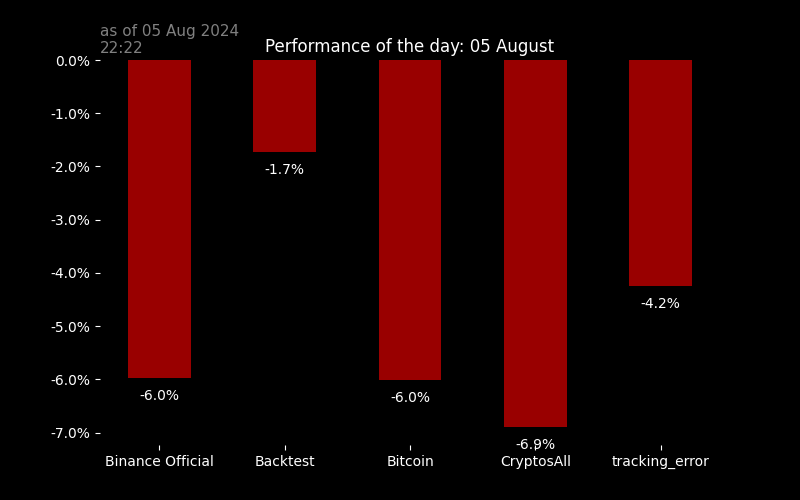 as of 05 Aug 2024
22:22
Performance of the day: 05 August
0.0%
-1.0%
-2.0%
-3.0%
-4.0%
-5.0%
-6.0%
-7.0%
-6.0%
-1.7%
-6.0%
-6.9%
-4.2%
Binance Official
Backtest
Bitcoin
CryptosAll
tracking_error